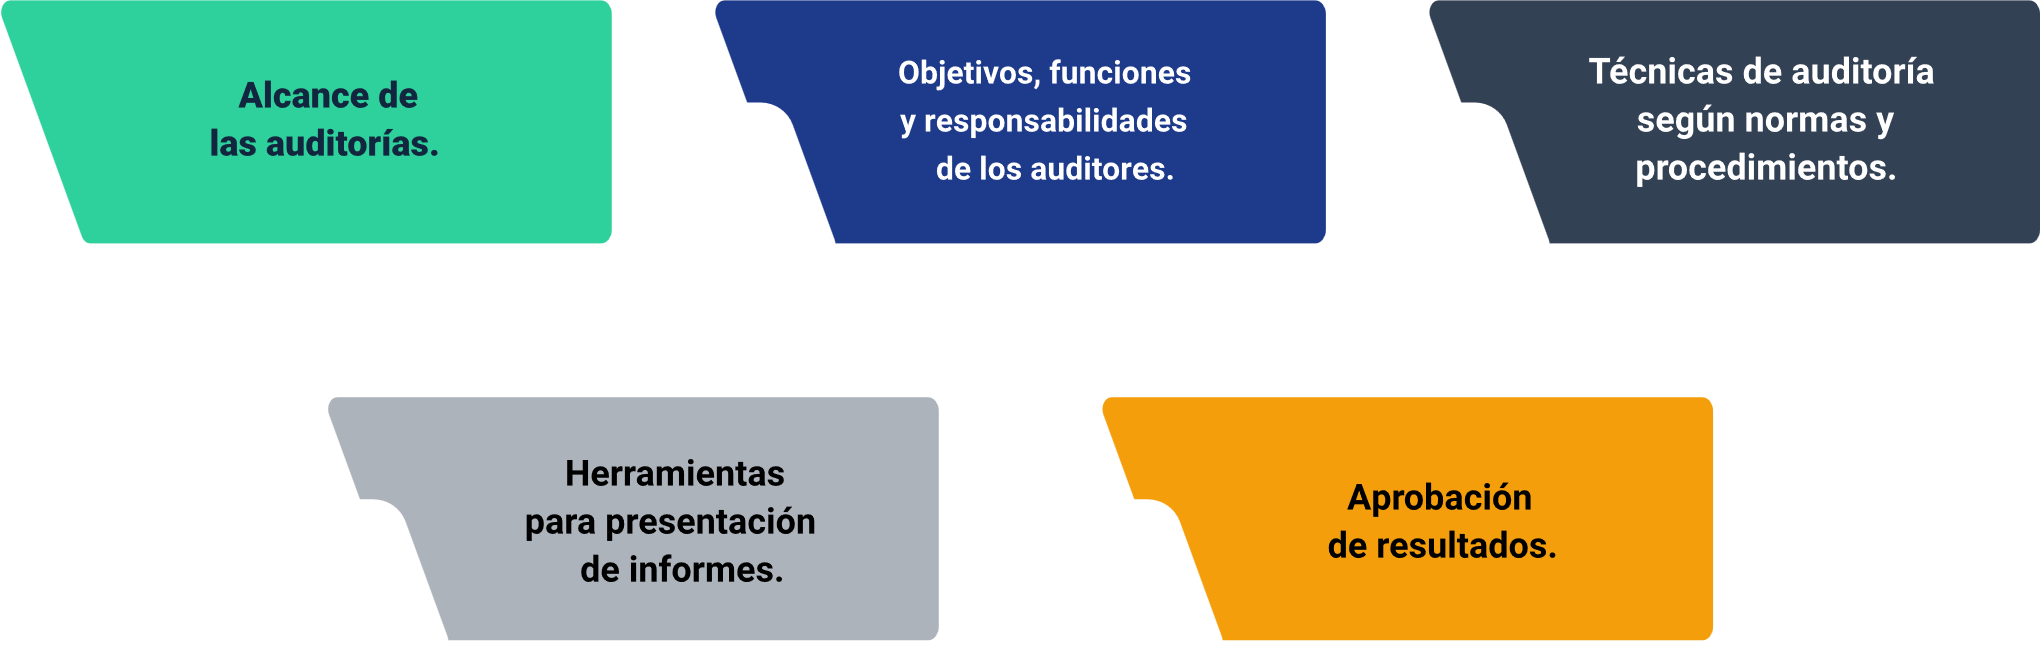 Alcance de
las auditorías.
Objetivos, funciones
y responsabilidades
de los auditores.
Técnicas de auditoría
según normas y
procedimientos.
Herramientas
para presentación
de informes.
Aprobación
de resultados.